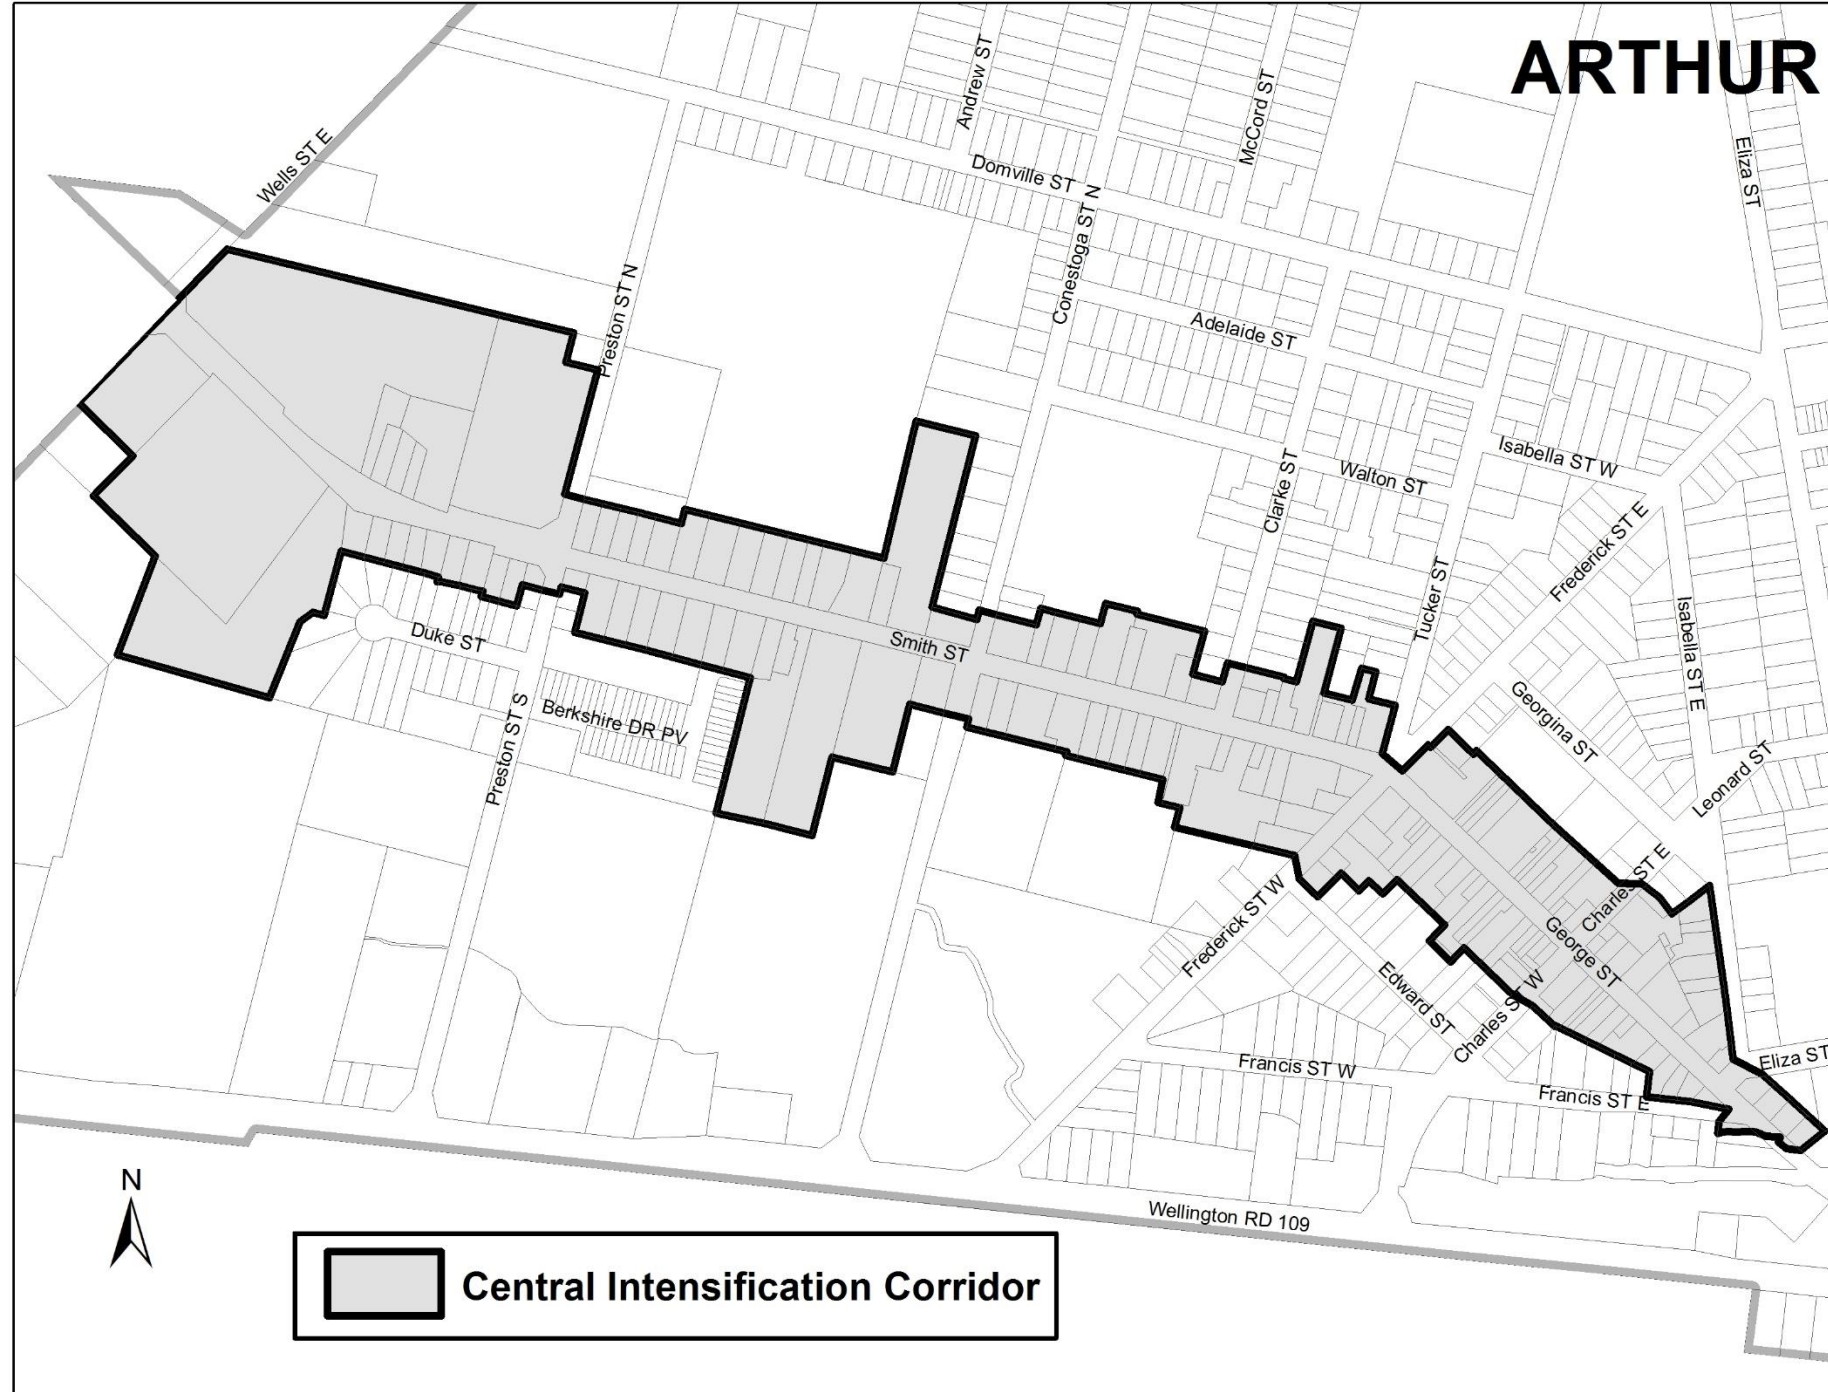 ARTHUR
Andrew ST
McCord ST
Eliza ST
Wells ST E
Domville ST
Conestoga ST N
Preston ST N
Adelaide ST
Isabella ST W
Walton ST
Clarke ST
Frederick ST E
Tucker ST
Isabella ST E
Duke ST
Smith ST
Georgina ST
Preston ST S
Berkshire DR PV
Leonard ST
Charles ST E
Frederick ST W
George ST
Edward ST
Charles ST W
Francis ST W
Eliza ST
Francis ST E
N
Wellington RD 109
Central Intensification Corridor